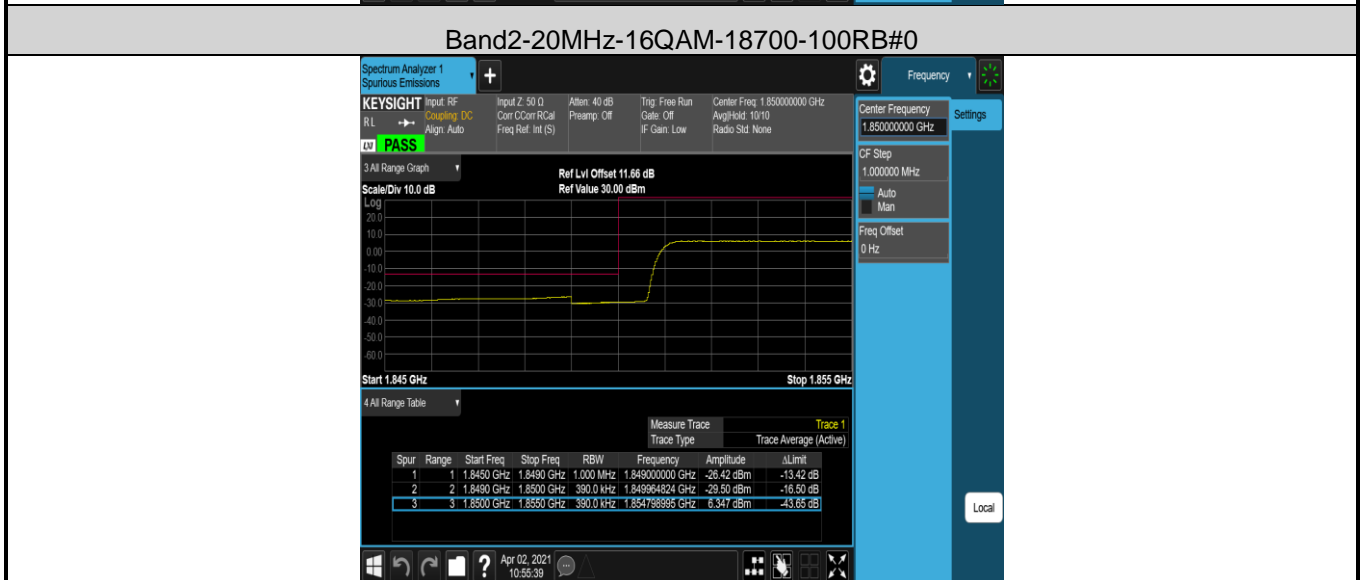 Band2-20MHz-16QAM-18700-100RB#0
Spectrum Analyzer 1
Spurious Emissions
+
Frequency
KEYSIGHT
RL
LXI
PASS
Input: RF
Coupling: DC
Align: Auto
Input Z: 50 Ω
Corr CCorr RCal
Freq Ref: Int (S)
Atten: 40 dB
Preamp: Off
Trig: Free Run
Gate: Off
IF Gain: Low
Center Freq: 1.850000000 GHz
Avg|Hold: 10/10
Radio Std: None
Center Frequency
1.850000000 GHz
Settings
CF Step
1.000000 MHz
Auto
Man
Freq Offset
0 Hz
3 All Range Graph
Ref Lvl Offset 11.66 dB
Scale/Div 10.0 dB
Ref Value 30.00 dBm
Log
20.0
10.0
0.00
-10.0
-20.0
-30.0
-40.0
-50.0
-60.0
Start 1.845 GHz
Stop 1.855 GHz
4 All Range Table
Measure Trace Trace 1
Trace Type Trace Average (Active)
Spur Range Start Freq Stop Freq RBW Frequency Amplitude ΔLimit
1 1 1.8450 GHz 1.8490 GHz 1.000 MHz 1.849000000 GHz -26.42 dBm -13.42 dB
2 2 1.8490 GHz 1.8500 GHz 390.0 kHz 1.849964824 GHz -29.50 dBm -16.50 dB
3 3 1.8500 GHz 1.8550 GHz 390.0 kHz 1.854798995 GHz 6.347 dBm -43.65 dB
Local
?
Apr 02, 2021
10:55:39